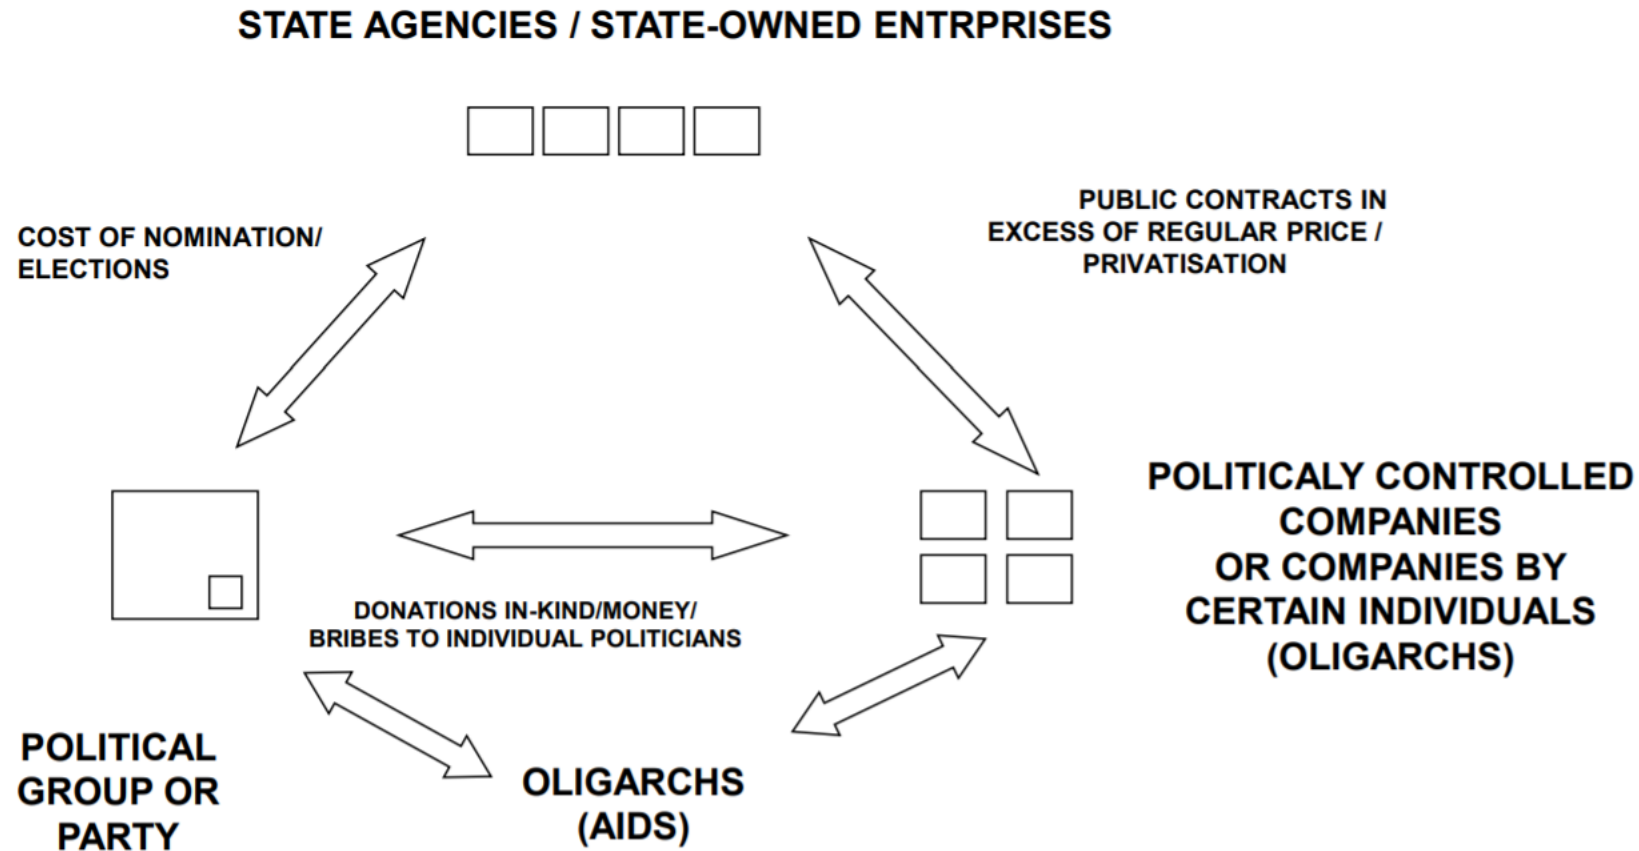 STATE AGENCIES / STATE-OWNED ENTRPRISES
PUBLIC CONTRACTS IN
EXCESS OF REGULAR PRICE /
PRIVATISATION
COST OF NOMINATION/
ELECTIONS
POLITICALY CONTROLLED
COMPANIES
OR COMPANIES BY
CERTAIN INDIVIDUALS
(OLIGARCHS)
DONATIONS IN-KIND/MONEY/
BRIBES TO INDIVIDUAL POLITICIANS
POLITICAL
GROUP OR
PARTY
OLIGARCHS
(AIDS)